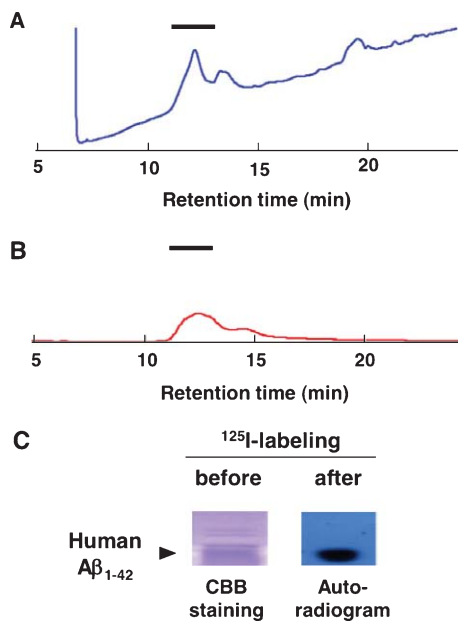 A
5 10 15 20
Retention time (min)
B
5 10 15 20
Retention time (min)
C
¹²⁵I-labeling
before after
Human
Aβ₁₋₄₂
CBB Auto-
staining radiogram